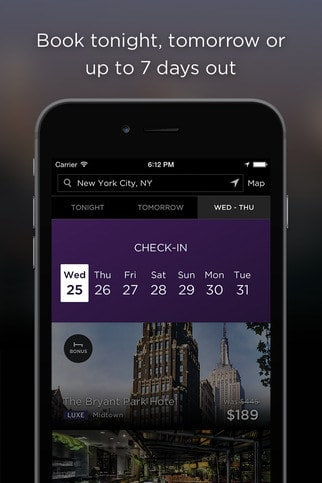 Book tonight, tomorrow or
up to 7 days out
Carrier 6:12 PM
New York City, NY Map
TONIGHT TOMORROW WED - THU
CHECK-IN
Wed Thu Fri Sat Sun Mon Tue
25 26 27 28 29 30 31
BONUS
The Bryant Park Hotel was $445
LUXE Midtown $189